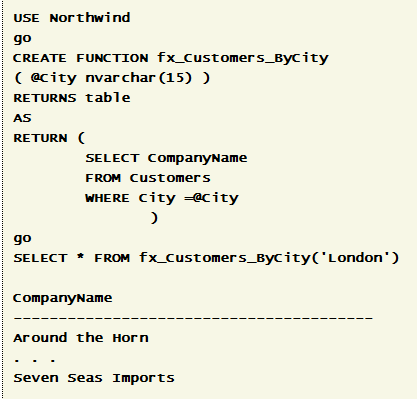 USE Northwind
go
CREATE FUNCTION fx_Customers_ByCity
( @City nvarchar(15) )
RETURNS table
AS
RETURN (
SELECT CompanyName
FROM Customers
WHERE City =@City
)
go
SELECT * FROM fx_Customers_ByCity('London')
CompanyName
----------------------------------------
Around the Horn
. . .
Seven Seas Imports